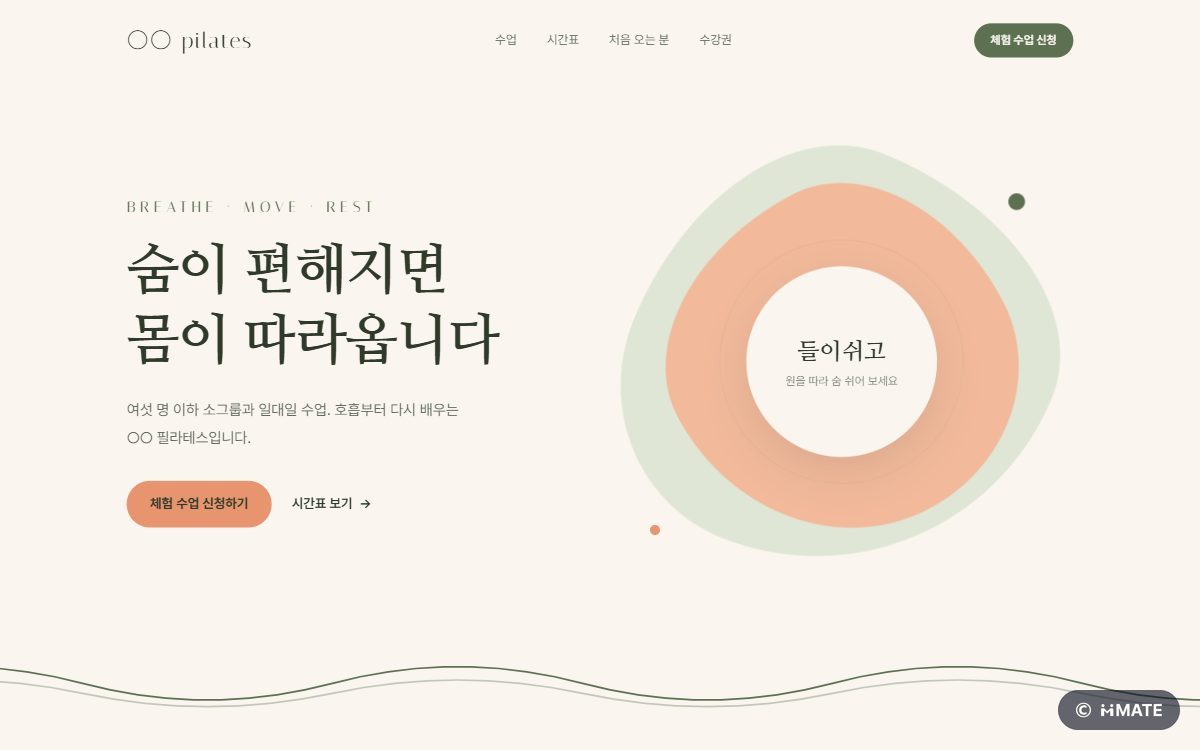 ○○ pilates
수업
시간표
처음 오는 분
수강권
체험 수업 신청
BREATHE · MOVE · REST
숨이 편해지면
몸이 따라옵니다
여섯 명 이하 소그룹과 일대일 수업. 호흡부터 다시 배우는
○○ 필라테스입니다.
체험 수업 신청하기
시간표 보기 →
들이쉬고
원을 따라 숨 쉬어 보세요
© MATE